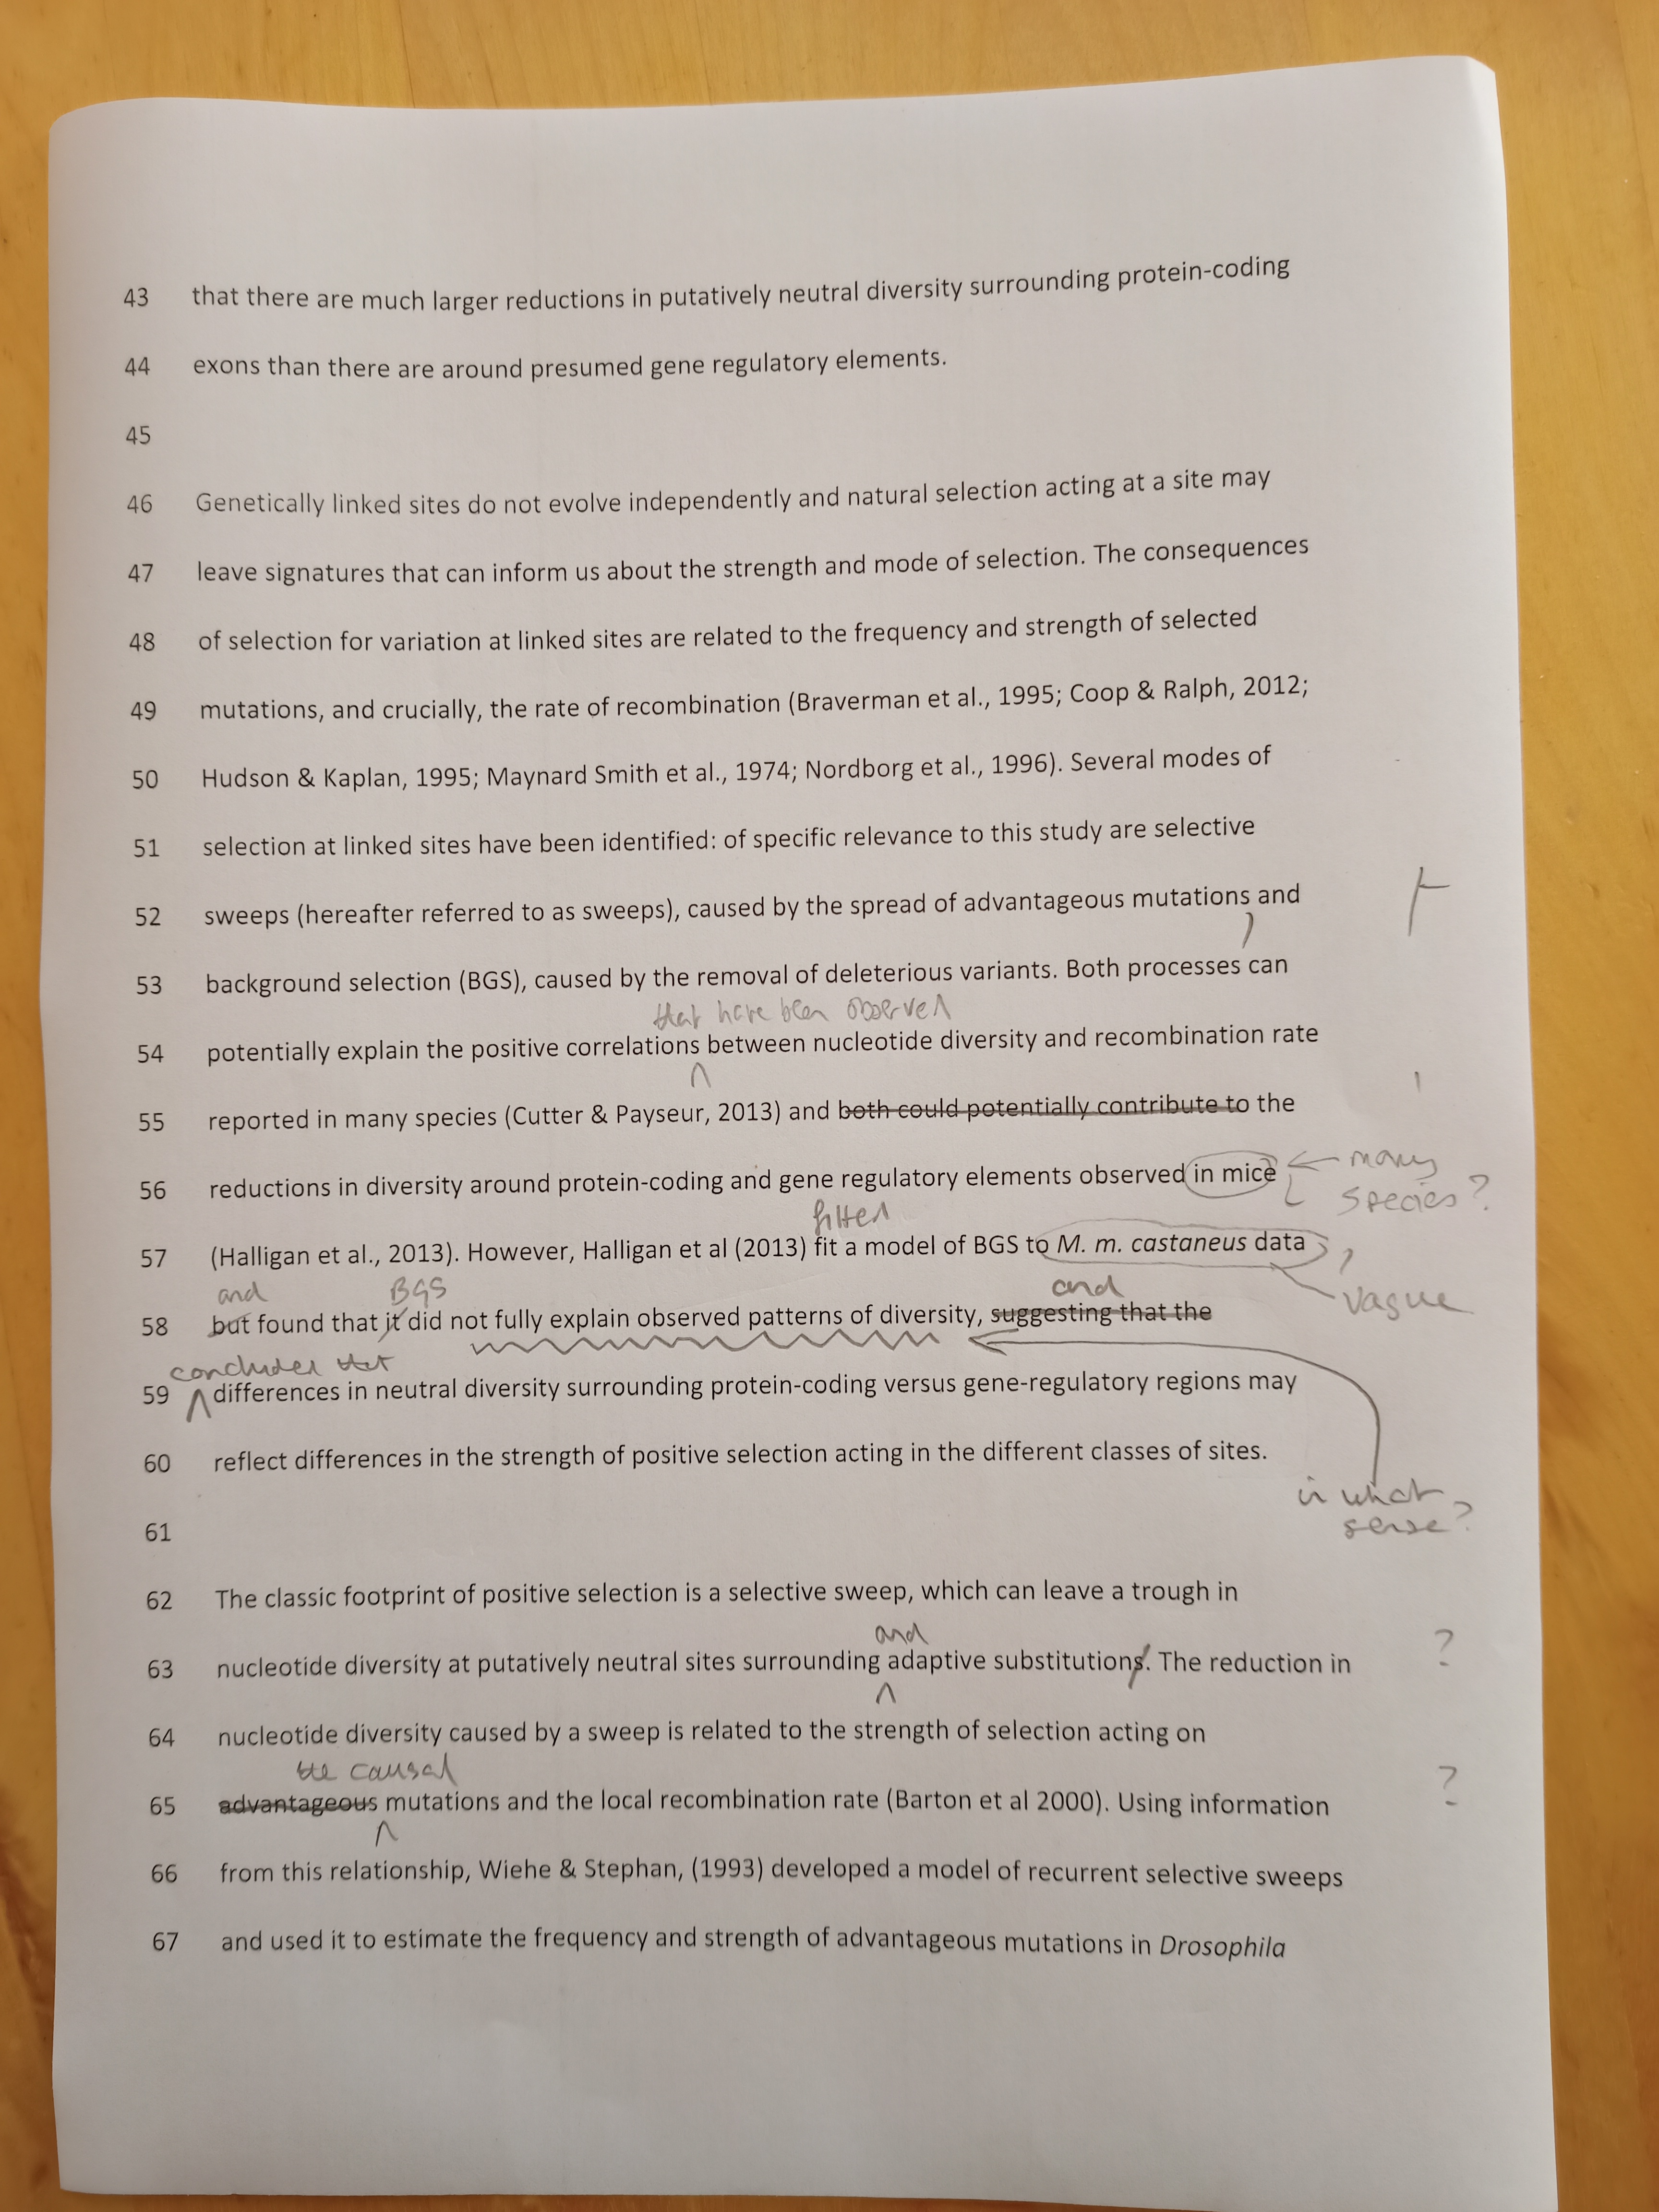 43 that there are much larger reductions in putatively neutral diversity surrounding protein-coding
44 exons than there are around presumed gene regulatory elements.
45
46 Genetically linked sites do not evolve independently and natural selection acting at a site may
47 leave signatures that can inform us about the strength and mode of selection. The consequences
48 of selection for variation at linked sites are related to the frequency and strength of selected
49 mutations, and crucially, the rate of recombination (Braverman et al., 1995; Coop & Ralph, 2012;
50 Hudson & Kaplan, 1995; Maynard Smith et al., 1974; Nordborg et al., 1996). Several modes of
51 selection at linked sites have been identified: of specific relevance to this study are selective
52 sweeps (hereafter referred to as sweeps), caused by the spread of advantageous mutations and
,
53 background selection (BGS), caused by the removal of deleterious variants. Both processes can
that have been observed
54 potentially explain the positive correlations between nucleotide diversity and recombination rate
55 reported in many species (Cutter & Payseur, 2013) and both could potentially contribute to the
56 reductions in diversity around protein-coding and gene regulatory elements observed in mice
many
species?
fitted
57 (Halligan et al., 2013). However, Halligan et al (2013) fit a model of BGS to M. m. castaneus data
,
vague
and BGS and
58 but found that it did not fully explain observed patterns of diversity, suggesting that the
concluded that
59 differences in neutral diversity surrounding protein-coding versus gene-regulatory regions may
60 reflect differences in the strength of positive selection acting in the different classes of sites.
in what
sense?
61
62 The classic footprint of positive selection is a selective sweep, which can leave a trough in
63 nucleotide diversity at putatively neutral sites surrounding adaptive substitutions. The reduction in
?
64 nucleotide diversity caused by a sweep is related to the strength of selection acting on
the causal
65 advantageous mutations and the local recombination rate (Barton et al 2000). Using information
?
66 from this relationship, Wiehe & Stephan, (1993) developed a model of recurrent selective sweeps
67 and used it to estimate the frequency and strength of advantageous mutations in Drosophila